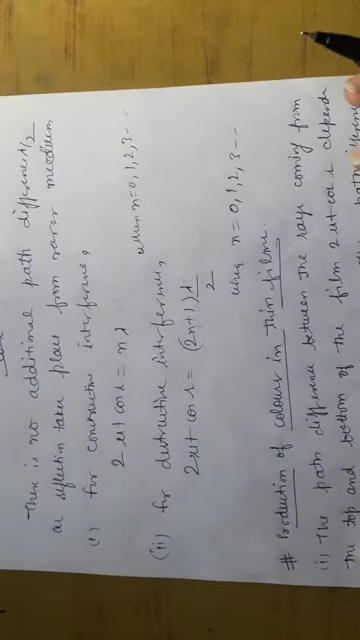 There is no additional path difference λ/2
as reflection taken place from rarer medium.
(i) for constructive interference,
2μt cos r = nλ
when n=0,1,2,3...
(ii) for destructive interference,
2μt cos r = (2n+1) λ/2
when n = 0,1,2,3...
# Production of colours in thin films.
(i) The path difference between the rays coming from
the top and bottom of the film 2μt cos r depends